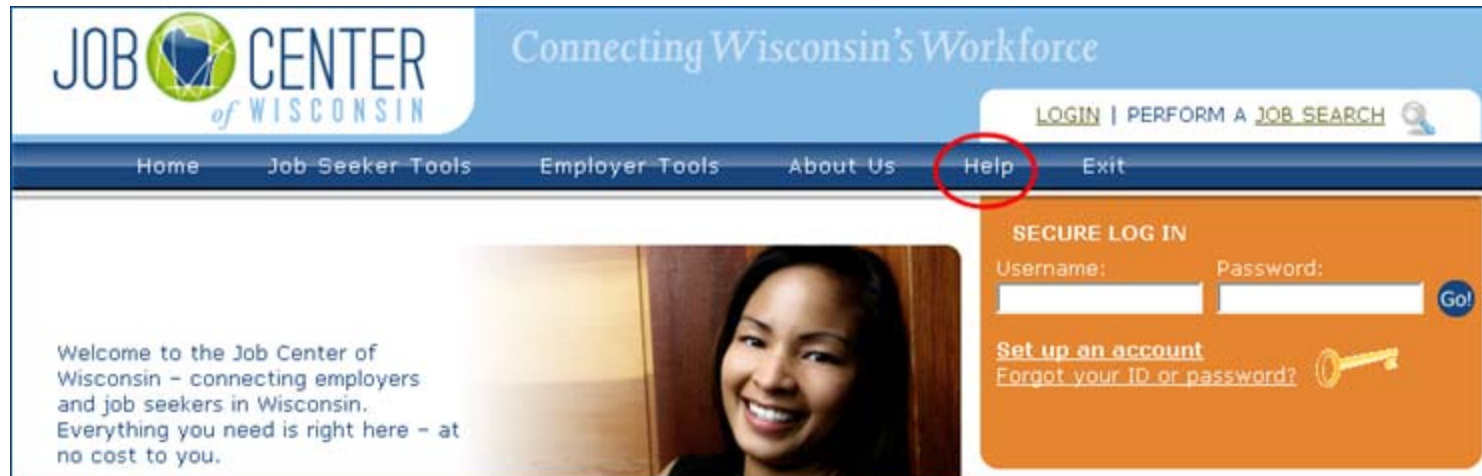 JOB CENTER
of WISCONSIN
Connecting Wisconsin's Workforce
LOGIN | PERFORM A JOB SEARCH
Home Job Seeker Tools Employer Tools About Us Help Exit
Welcome to the Job Center of
Wisconsin – connecting employers
and job seekers in Wisconsin.
Everything you need is right here – at
no cost to you.
SECURE LOG IN
Username: Password:
Go!
Set up an account
Forgot your ID or password?